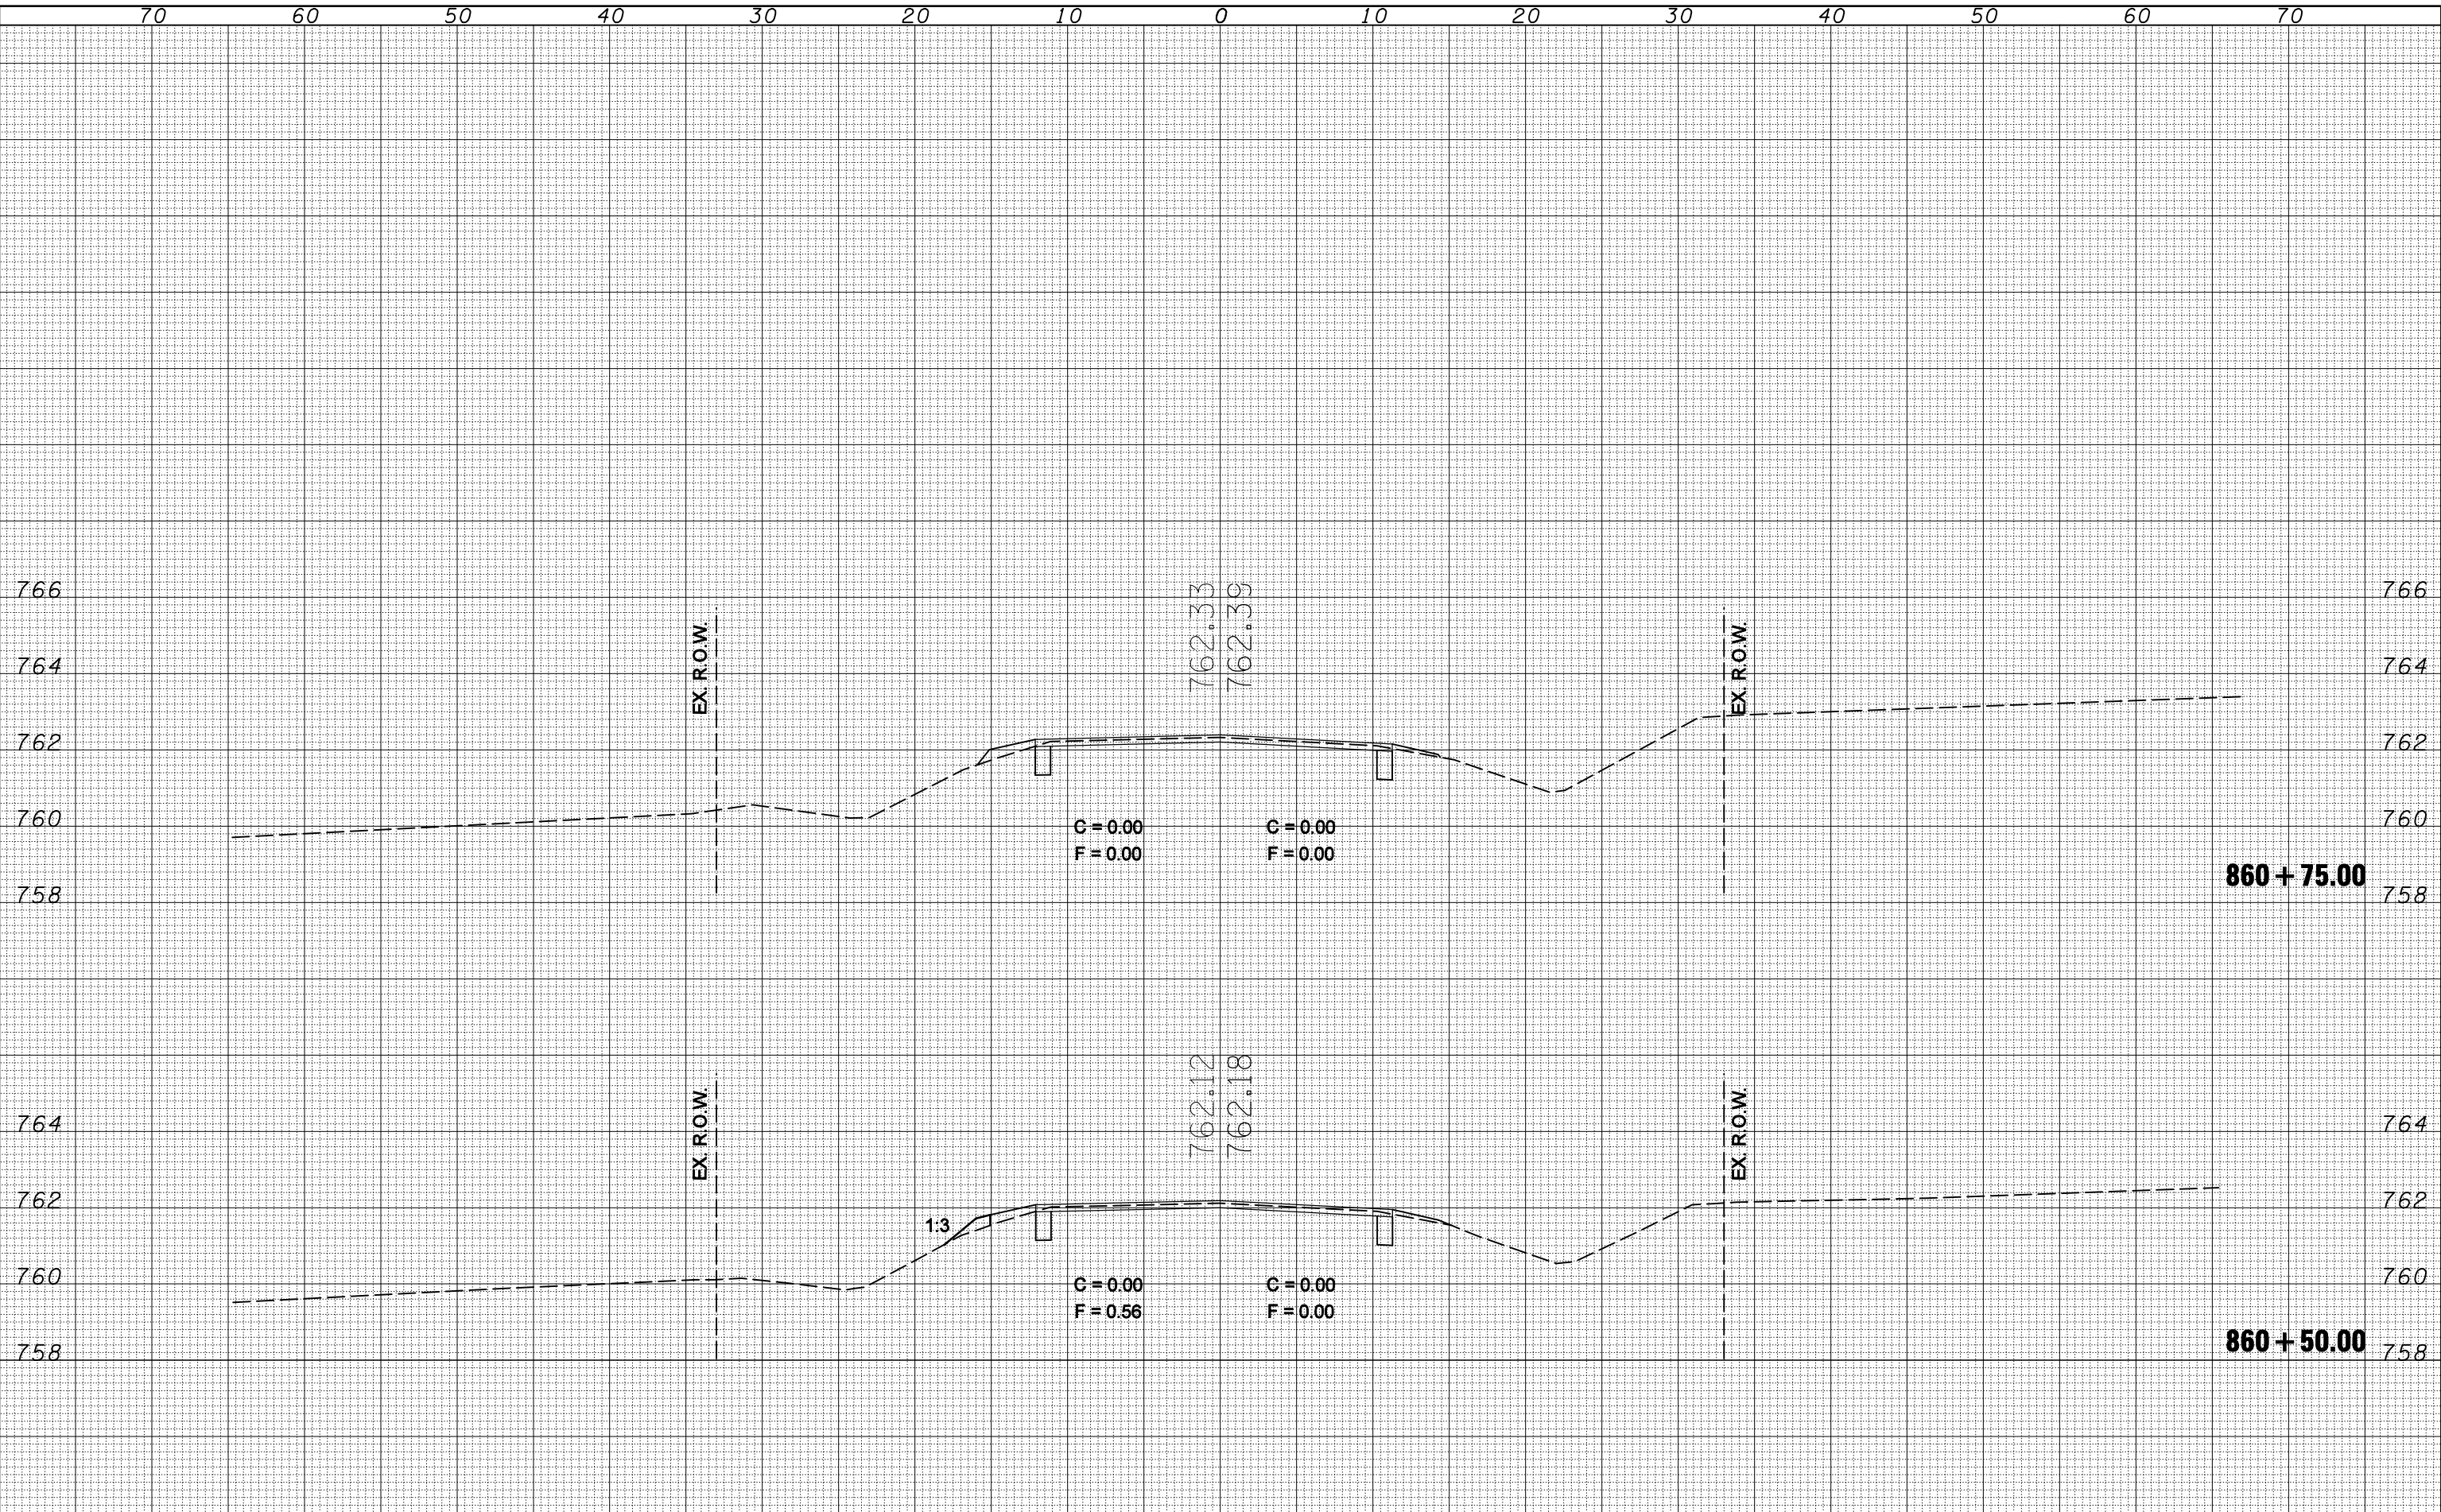 70 60 50 40 30 20 10 0 10 20 30 40 50 60 70
766 762.33 762.39 766
764 EX. R.O.W. EX. R.O.W. 764
762 762
760 C = 0.00 C = 0.00 760
F = 0.00 F = 0.00
860 + 75.00
758 758
762.12 762.18
764 EX. R.O.W. EX. R.O.W. 764
762 762
1:3
760 C = 0.00 C = 0.00 760
F = 0.56 F = 0.00
860 + 50.00
758 758